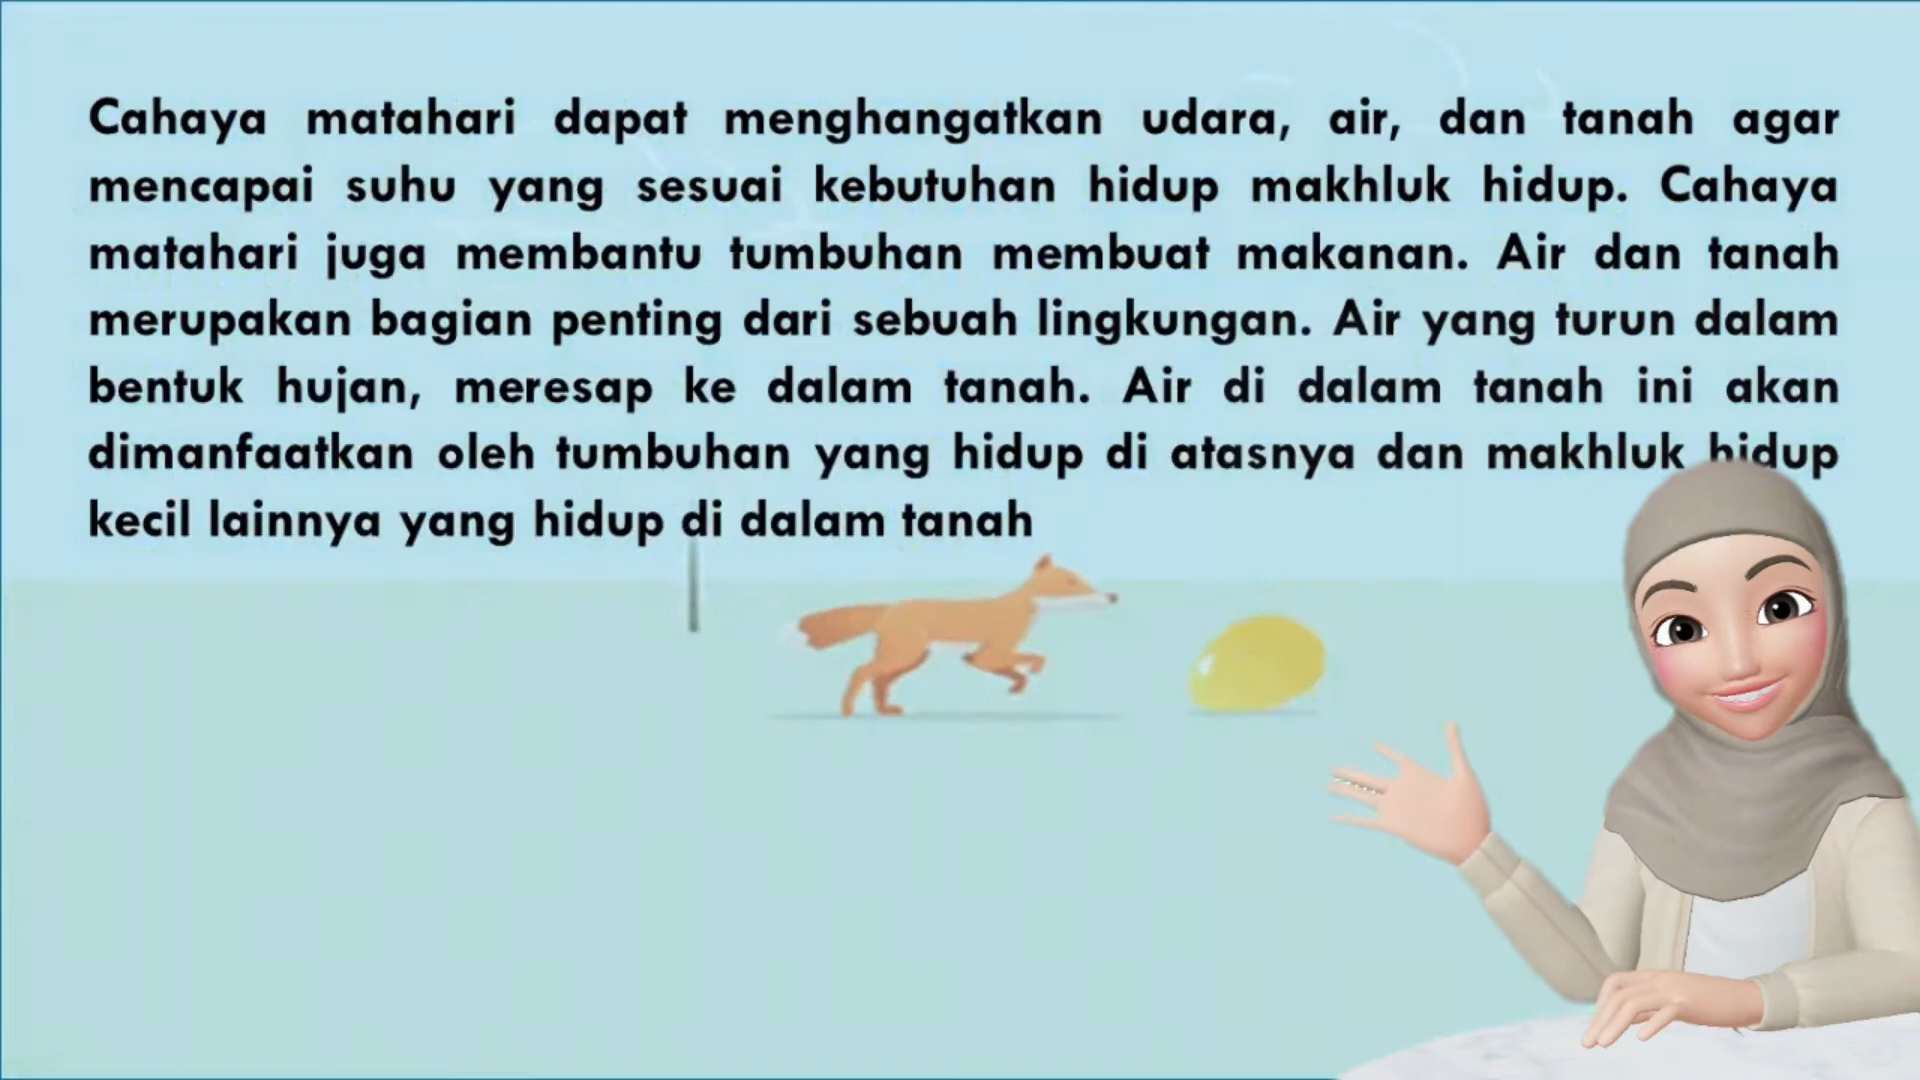 Cahaya matahari dapat menghangatkan udara, air, dan tanah agar
mencapai suhu yang sesuai kebutuhan hidup makhluk hidup. Cahaya
matahari juga membantu tumbuhan membuat makanan. Air dan tanah
merupakan bagian penting dari sebuah lingkungan. Air yang turun dalam
bentuk hujan, meresap ke dalam tanah. Air di dalam tanah ini akan
dimanfaatkan oleh tumbuhan yang hidup di atasnya dan makhluk hidup
kecil lainnya yang hidup di dalam tanah